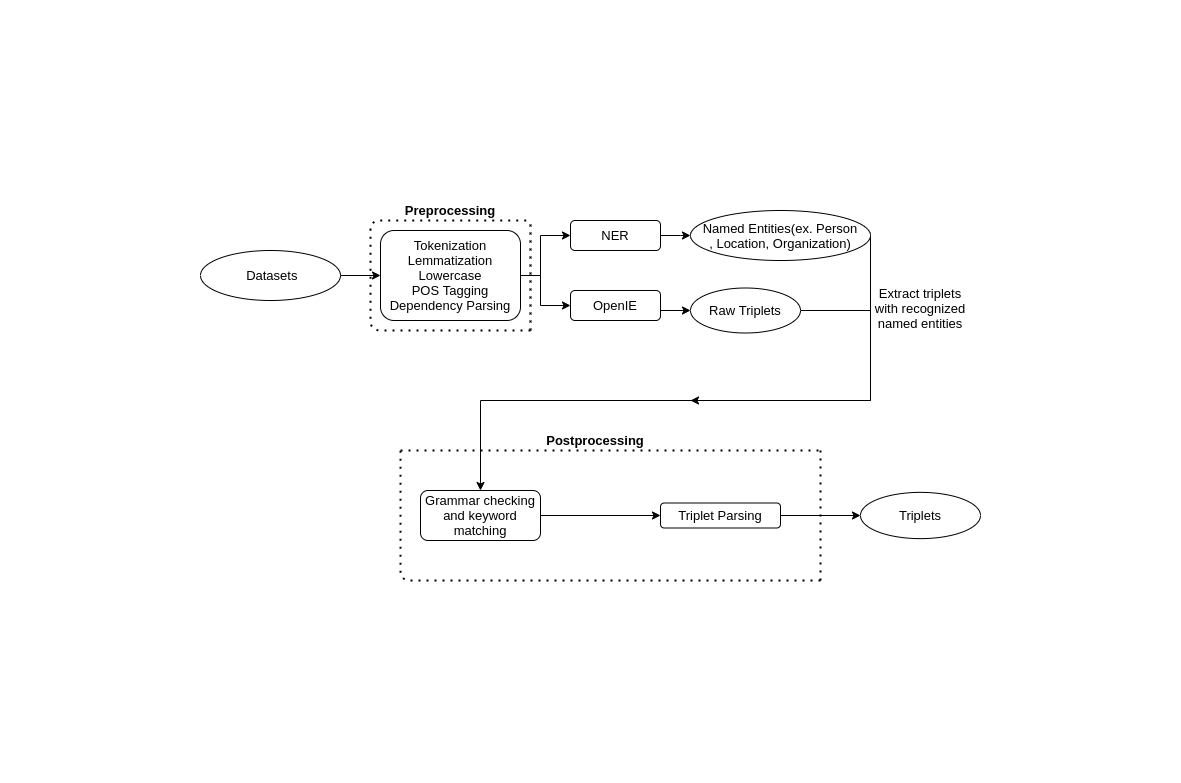 Preprocessing
Tokenization
Lemmatization
Lowercase
POS Tagging
Dependency Parsing
Datasets
NER
Named Entities(ex. Person
, Location, Organization)
OpenIE
Raw Triplets
Extract triplets
with recognized
named entities
Postprocessing
Grammar checking
and keyword
matching
Triplet Parsing
Triplets